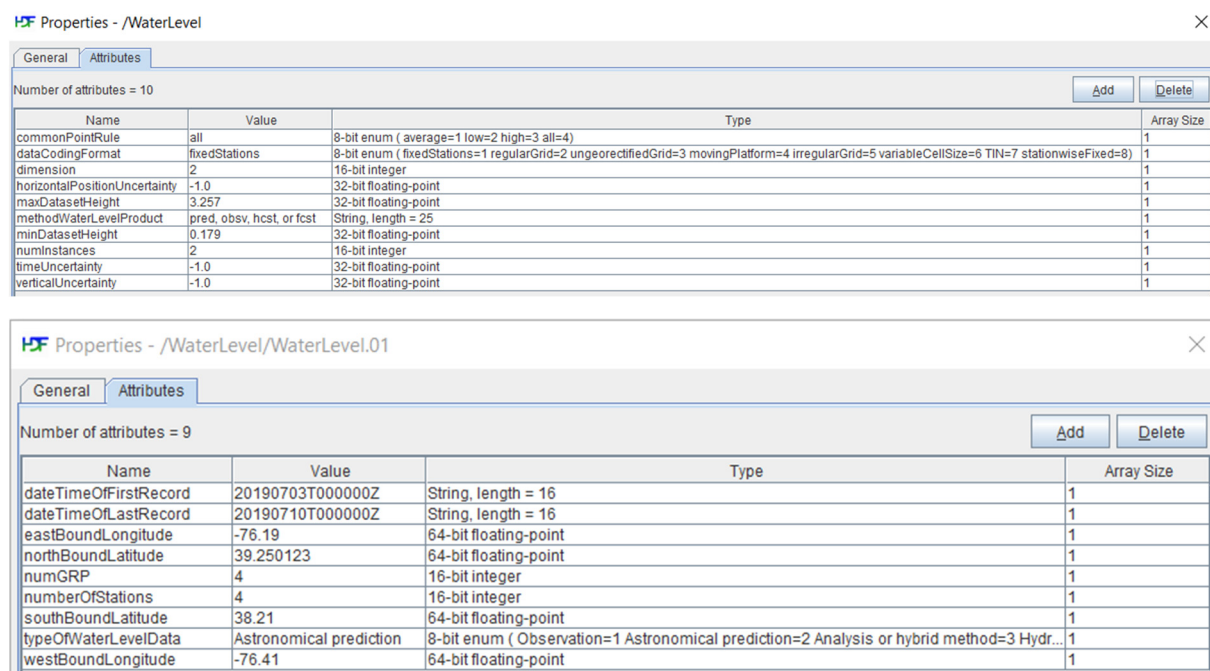 HDF Properties - /WaterLevel
General Attributes
Number of attributes = 10 Add Delete
Name Value Type Array Size
commonPointRule all 8-bit enum ( average=1 low=2 high=3 all=4) 1
dataCodingFormat fixedStations 8-bit enum ( fixedStations=1 regularGrid=2 ungeorectifiedGrid=3 movingPlatform=4 irregularGrid=5 variableCellSize=6 TIN=7 stationwiseFixed=8) 1
dimension 2 16-bit integer 1
horizontalPositionUncertainty -1.0 32-bit floating-point 1
maxDatasetHeight 3.257 32-bit floating-point 1
methodWaterLevelProduct pred, obsv, hcst, or fcst String, length = 25 1
minDatasetHeight 0.179 32-bit floating-point 1
numInstances 2 16-bit integer 1
timeUncertainty -1.0 32-bit floating-point 1
verticalUncertainty -1.0 32-bit floating-point 1
HDF Properties - /WaterLevel/WaterLevel.01
General Attributes
Number of attributes = 9 Add Delete
Name Value Type Array Size
dateTimeOfFirstRecord 20190703T000000Z String, length = 16 1
dateTimeOfLastRecord 20190710T000000Z String, length = 16 1
eastBoundLongitude -76.19 64-bit floating-point 1
northBoundLatitude 39.250123 64-bit floating-point 1
numGRP 4 16-bit integer 1
numberOfStations 4 16-bit integer 1
southBoundLatitude 38.21 64-bit floating-point 1
typeOfWaterLevelData Astronomical prediction 8-bit enum ( Observation=1 Astronomical prediction=2 Analysis or hybrid method=3 Hydr... 1
westBoundLongitude -76.41 64-bit floating-point 1